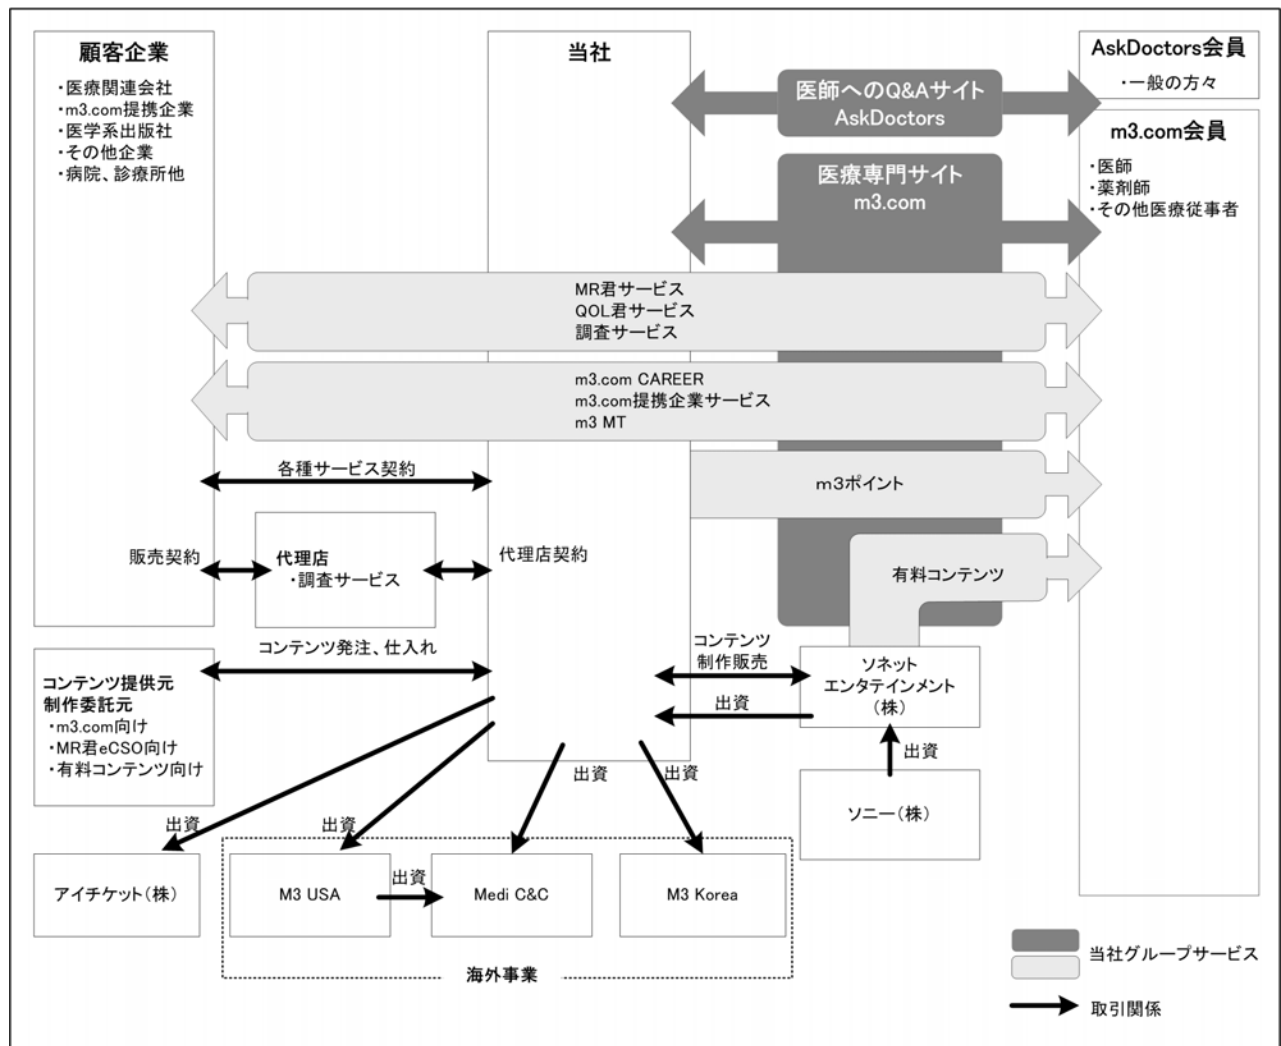 顧客企業
・医療関連会社
・m3.com提携企業
・医学系出版社
・その他企業
・病院、診療所他
当社
医師へのQ&Aサイト
AskDoctors
AskDoctors会員
・一般の方々
医療専門サイト
m3.com
m3.com会員
・医師
・薬剤師
・その他医療従事者
MR君サービス
QOL君サービス
調査サービス
m3.com CAREER
m3.com提携企業サービス
m3 MT
各種サービス契約
m3ポイント
販売契約
代理店
・調査サービス
代理店契約
有料コンテンツ
コンテンツ発注、仕入れ
コンテンツ
制作販売
ソネット
エンタテインメント
（株）
コンテンツ提供元
制作委託元
・m3.com向け
・MR君eCSO向け
・有料コンテンツ向け
出資
出資
ソニー（株）
出資
出資
出資
出資
アイチケット（株）
M3 USA
出資
Medi C&C
M3 Korea
海外事業
当社グループサービス
取引関係